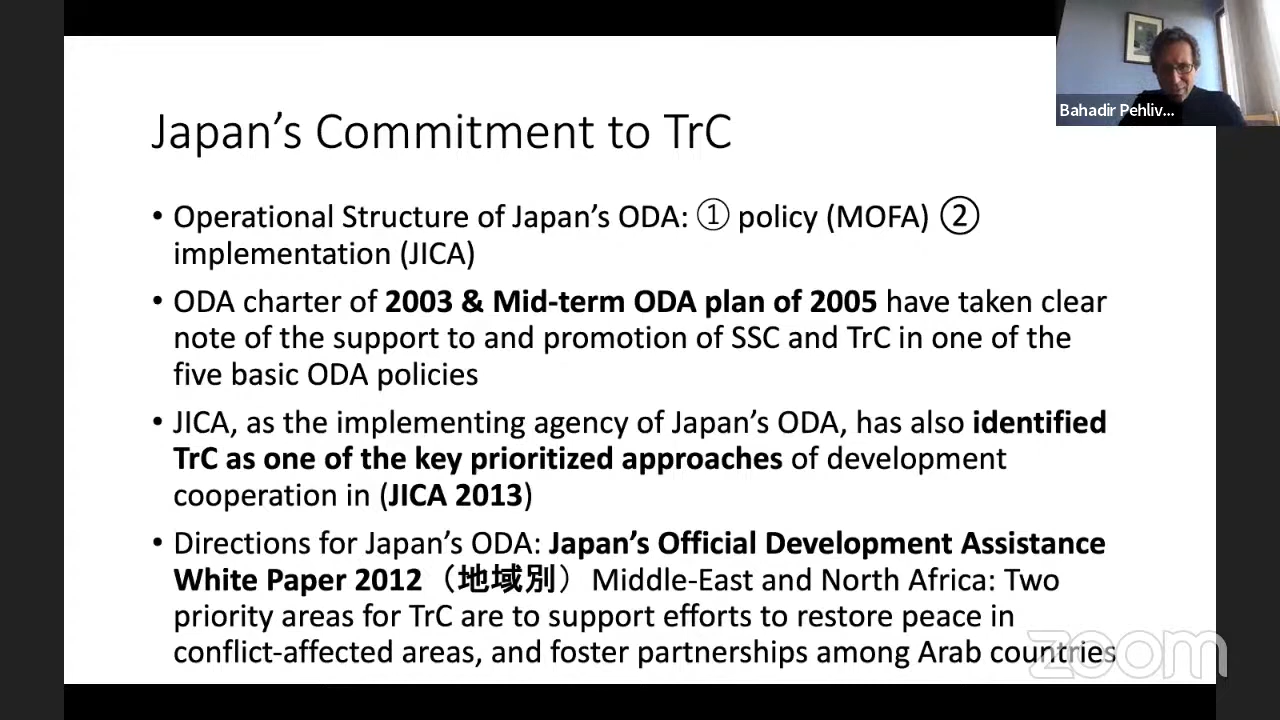 Bahadir Pehliv...
Japan's Commitment to TrC
• Operational Structure of Japan's ODA: ① policy (MOFA) ②
implementation (JICA)
• ODA charter of 2003 & Mid-term ODA plan of 2005 have taken clear
note of the support to and promotion of SSC and TrC in one of the
five basic ODA policies
• JICA, as the implementing agency of Japan's ODA, has also identified
TrC as one of the key prioritized approaches of development
cooperation in (JICA 2013)
• Directions for Japan's ODA: Japan's Official Development Assistance
White Paper 2012（地域別） Middle-East and North Africa: Two
priority areas for TrC are to support efforts to restore peace in
conflict-affected areas, and foster partnerships among Arab countries
zoom